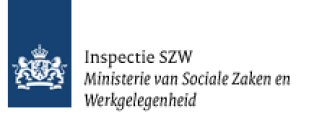 Inspectie SZW
Ministerie van Sociale Zaken en
Werkgelegenheid